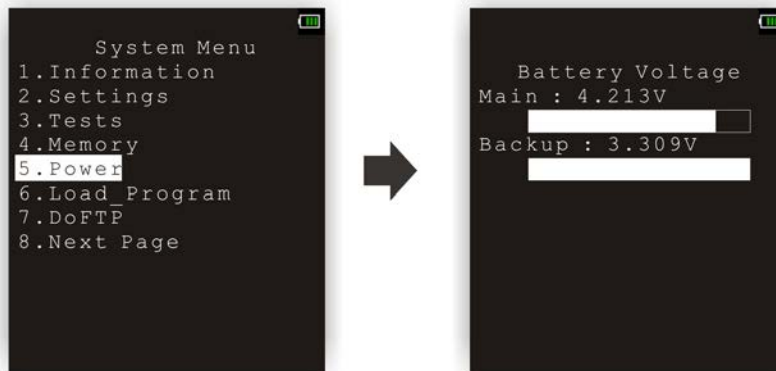 System Menu
1.Information
2.Settings
3.Tests
4.Memory
5.Power
6.Load_Program
7.DoFTP
8.Next Page
Battery Voltage
Main : 4.213V
Backup : 3.309V